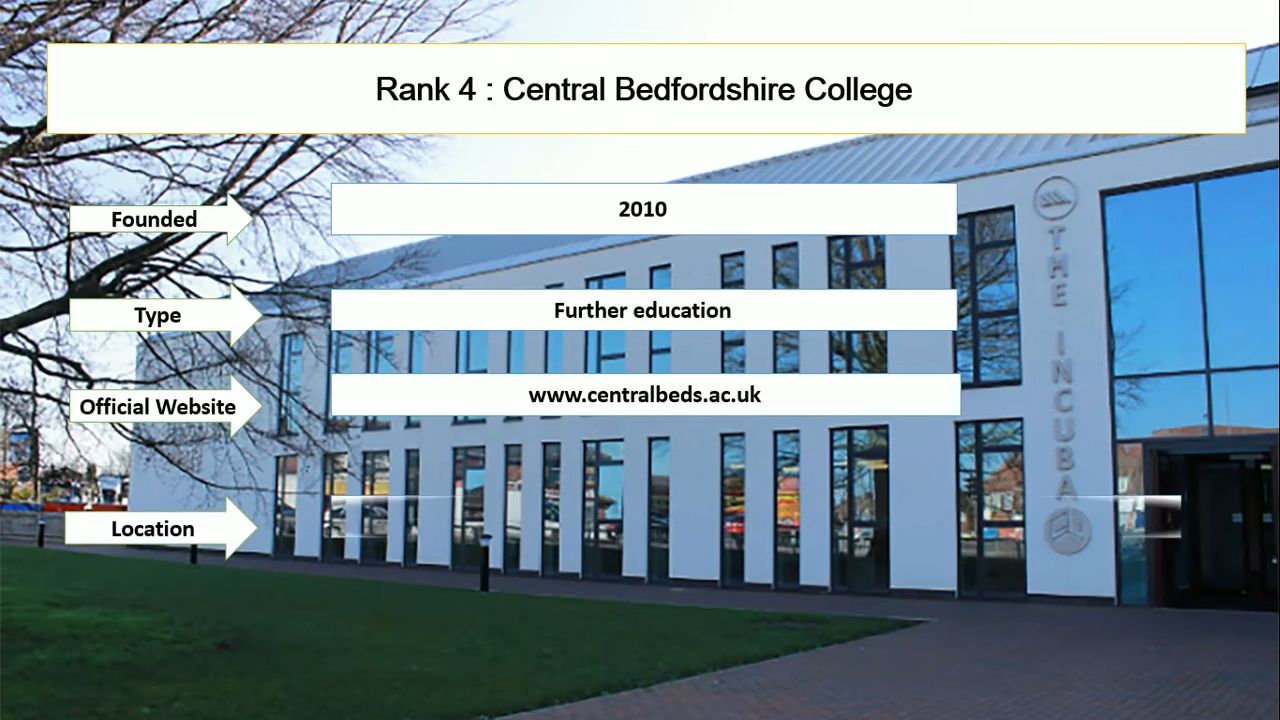 Rank 4 : Central Bedfordshire College
Founded
2010
Type
Further education
Official Website
www.centralbeds.ac.uk
Location
THE INCUBA